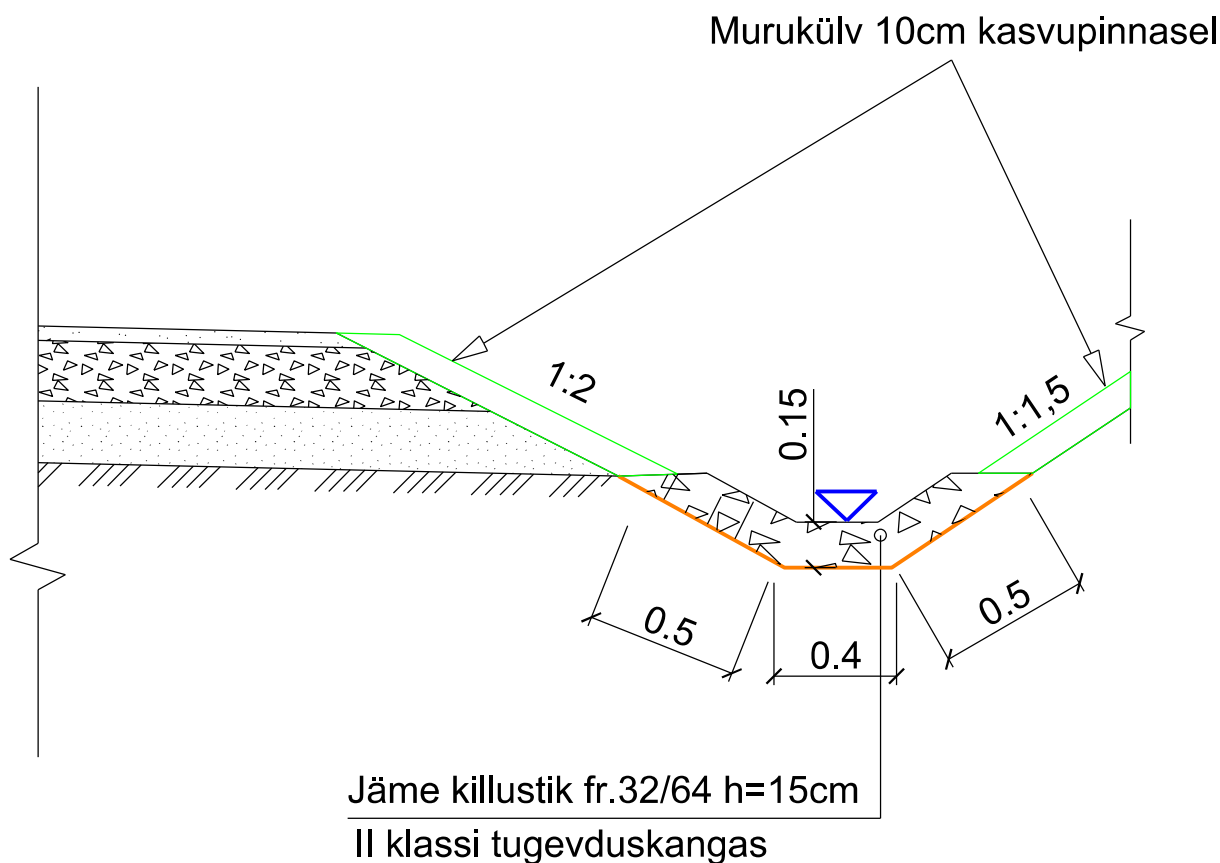 Murukülv 10cm kasvupinnasel
1:2
0.15
1:1,5
0.5
0.4
0.5
Jäme killustik fr.32/64 h=15cm
II klassi tugevduskangas